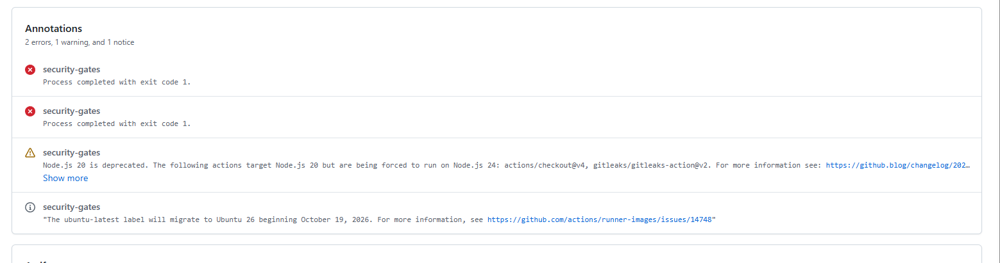 Annotations
2 errors, 1 warning, and 1 notice
security-gates
Process completed with exit code 1.
security-gates
Process completed with exit code 1.
security-gates
Node.js 20 is deprecated. The following actions target Node.js 20 but are being forced to run on Node.js 24: actions/checkout@v4, gitleaks/gitleaks-action@v2. For more information see: https://github.blog/changelog/202…
Show more
security-gates
"The ubuntu-latest label will migrate to Ubuntu 26 beginning October 19, 2026. For more information, see https://github.com/actions/runner-images/issues/14748"